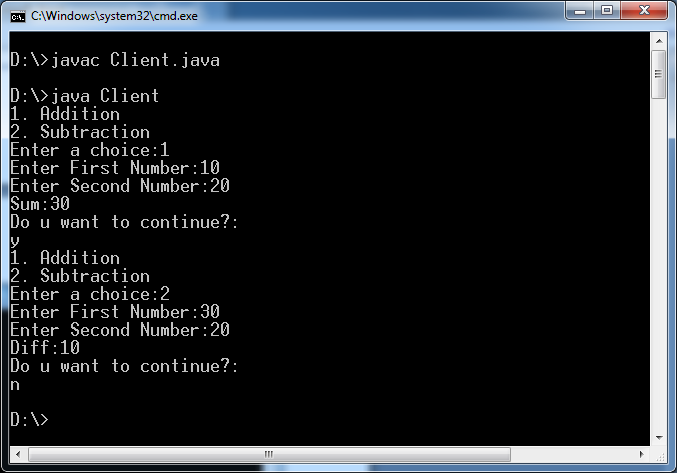 C:\Windows\system32\cmd.exe
D:\>javac Client.java
D:\>java Client
1. Addition
2. Subtraction
Enter a choice:1
Enter First Number:10
Enter Second Number:20
Sum:30
Do u want to continue?:
y
1. Addition
2. Subtraction
Enter a choice:2
Enter First Number:30
Enter Second Number:20
Diff:10
Do u want to continue?:
n
D:\>